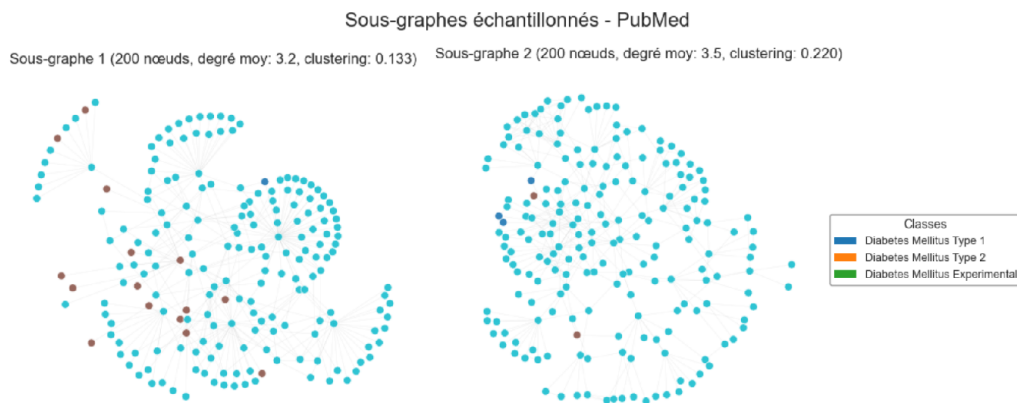 Sous-graphes échantillonnés - PubMed
Sous-graphe 1 (200 nœuds, degré moy: 3.2, clustering: 0.133)
Sous-graphe 2 (200 nœuds, degré moy: 3.5, clustering: 0.220)
Classes
Diabetes Mellitus Type 1
Diabetes Mellitus Type 2
Diabetes Mellitus Experimental